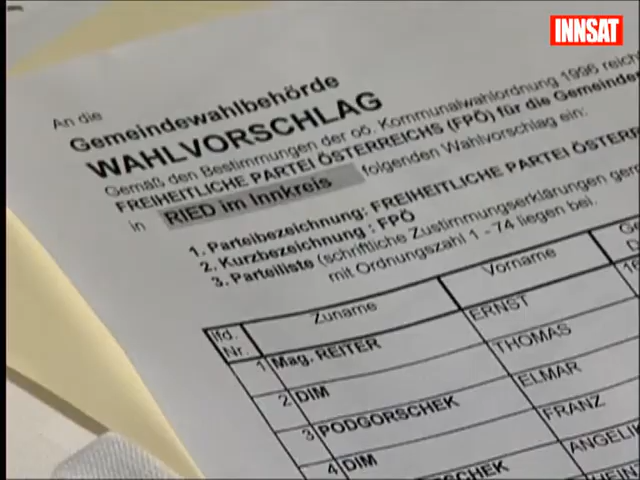 INNSAT
An die
Gemeindewahlbehörde
WAHLVORSCHLAG
Gemäß den Bestimmungen der oö. Kommunalwahlordnung 1996 reicht
FREIHEITLICHE PARTEI ÖSTERREICHS (FPÖ) für die Gemeinder
in RIED im Innkreis folgenden Wahlvorschlag ein:
1. Parteibezeichnung: FREIHEITLICHE PARTEI ÖSTERR
2. Kurzbezeichnung : FPÖ
3. Parteiliste (schriftliche Zustimmungserklärungen gem
mit Ordnungszahl 1 - 74 liegen bei.
lfd. Nr. Zuname Vorname
1 Mag. REITER ERNST
2 DIM THOMAS
3 PODGORSCHEK ELMAR
4 DIM FRANZ
ANGELIK